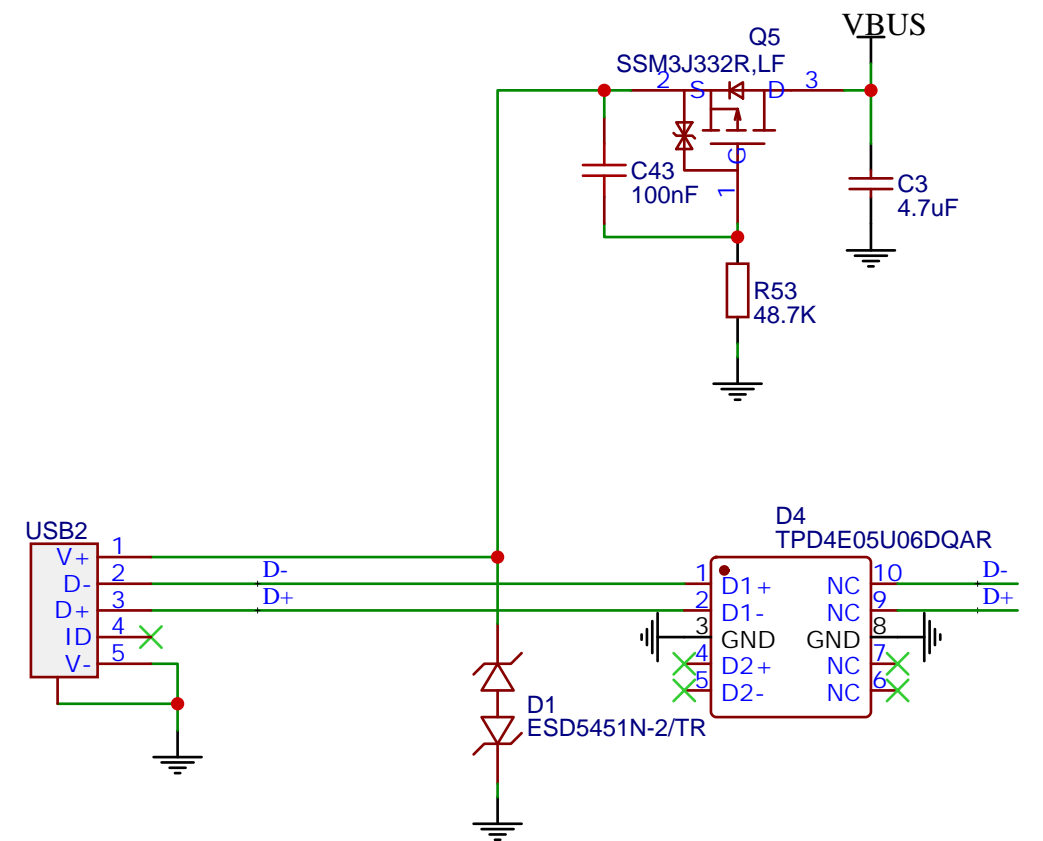 VBUS
Q5
SSM3J332R,LF
2 S D 3
G
1
C43
100nF
C3
4.7uF
R53
48.7K
USB2
V+ 1
D- 2
D+ 3
ID 4
V- 5
D-
D+
D1
ESD5451N-2/TR
D4
TPD4E05U06DQAR
1 D1+ NC 10
2 D1- NC 9
3 GND GND 8
4 D2+ NC 7
5 D2- NC 6
D-
D+